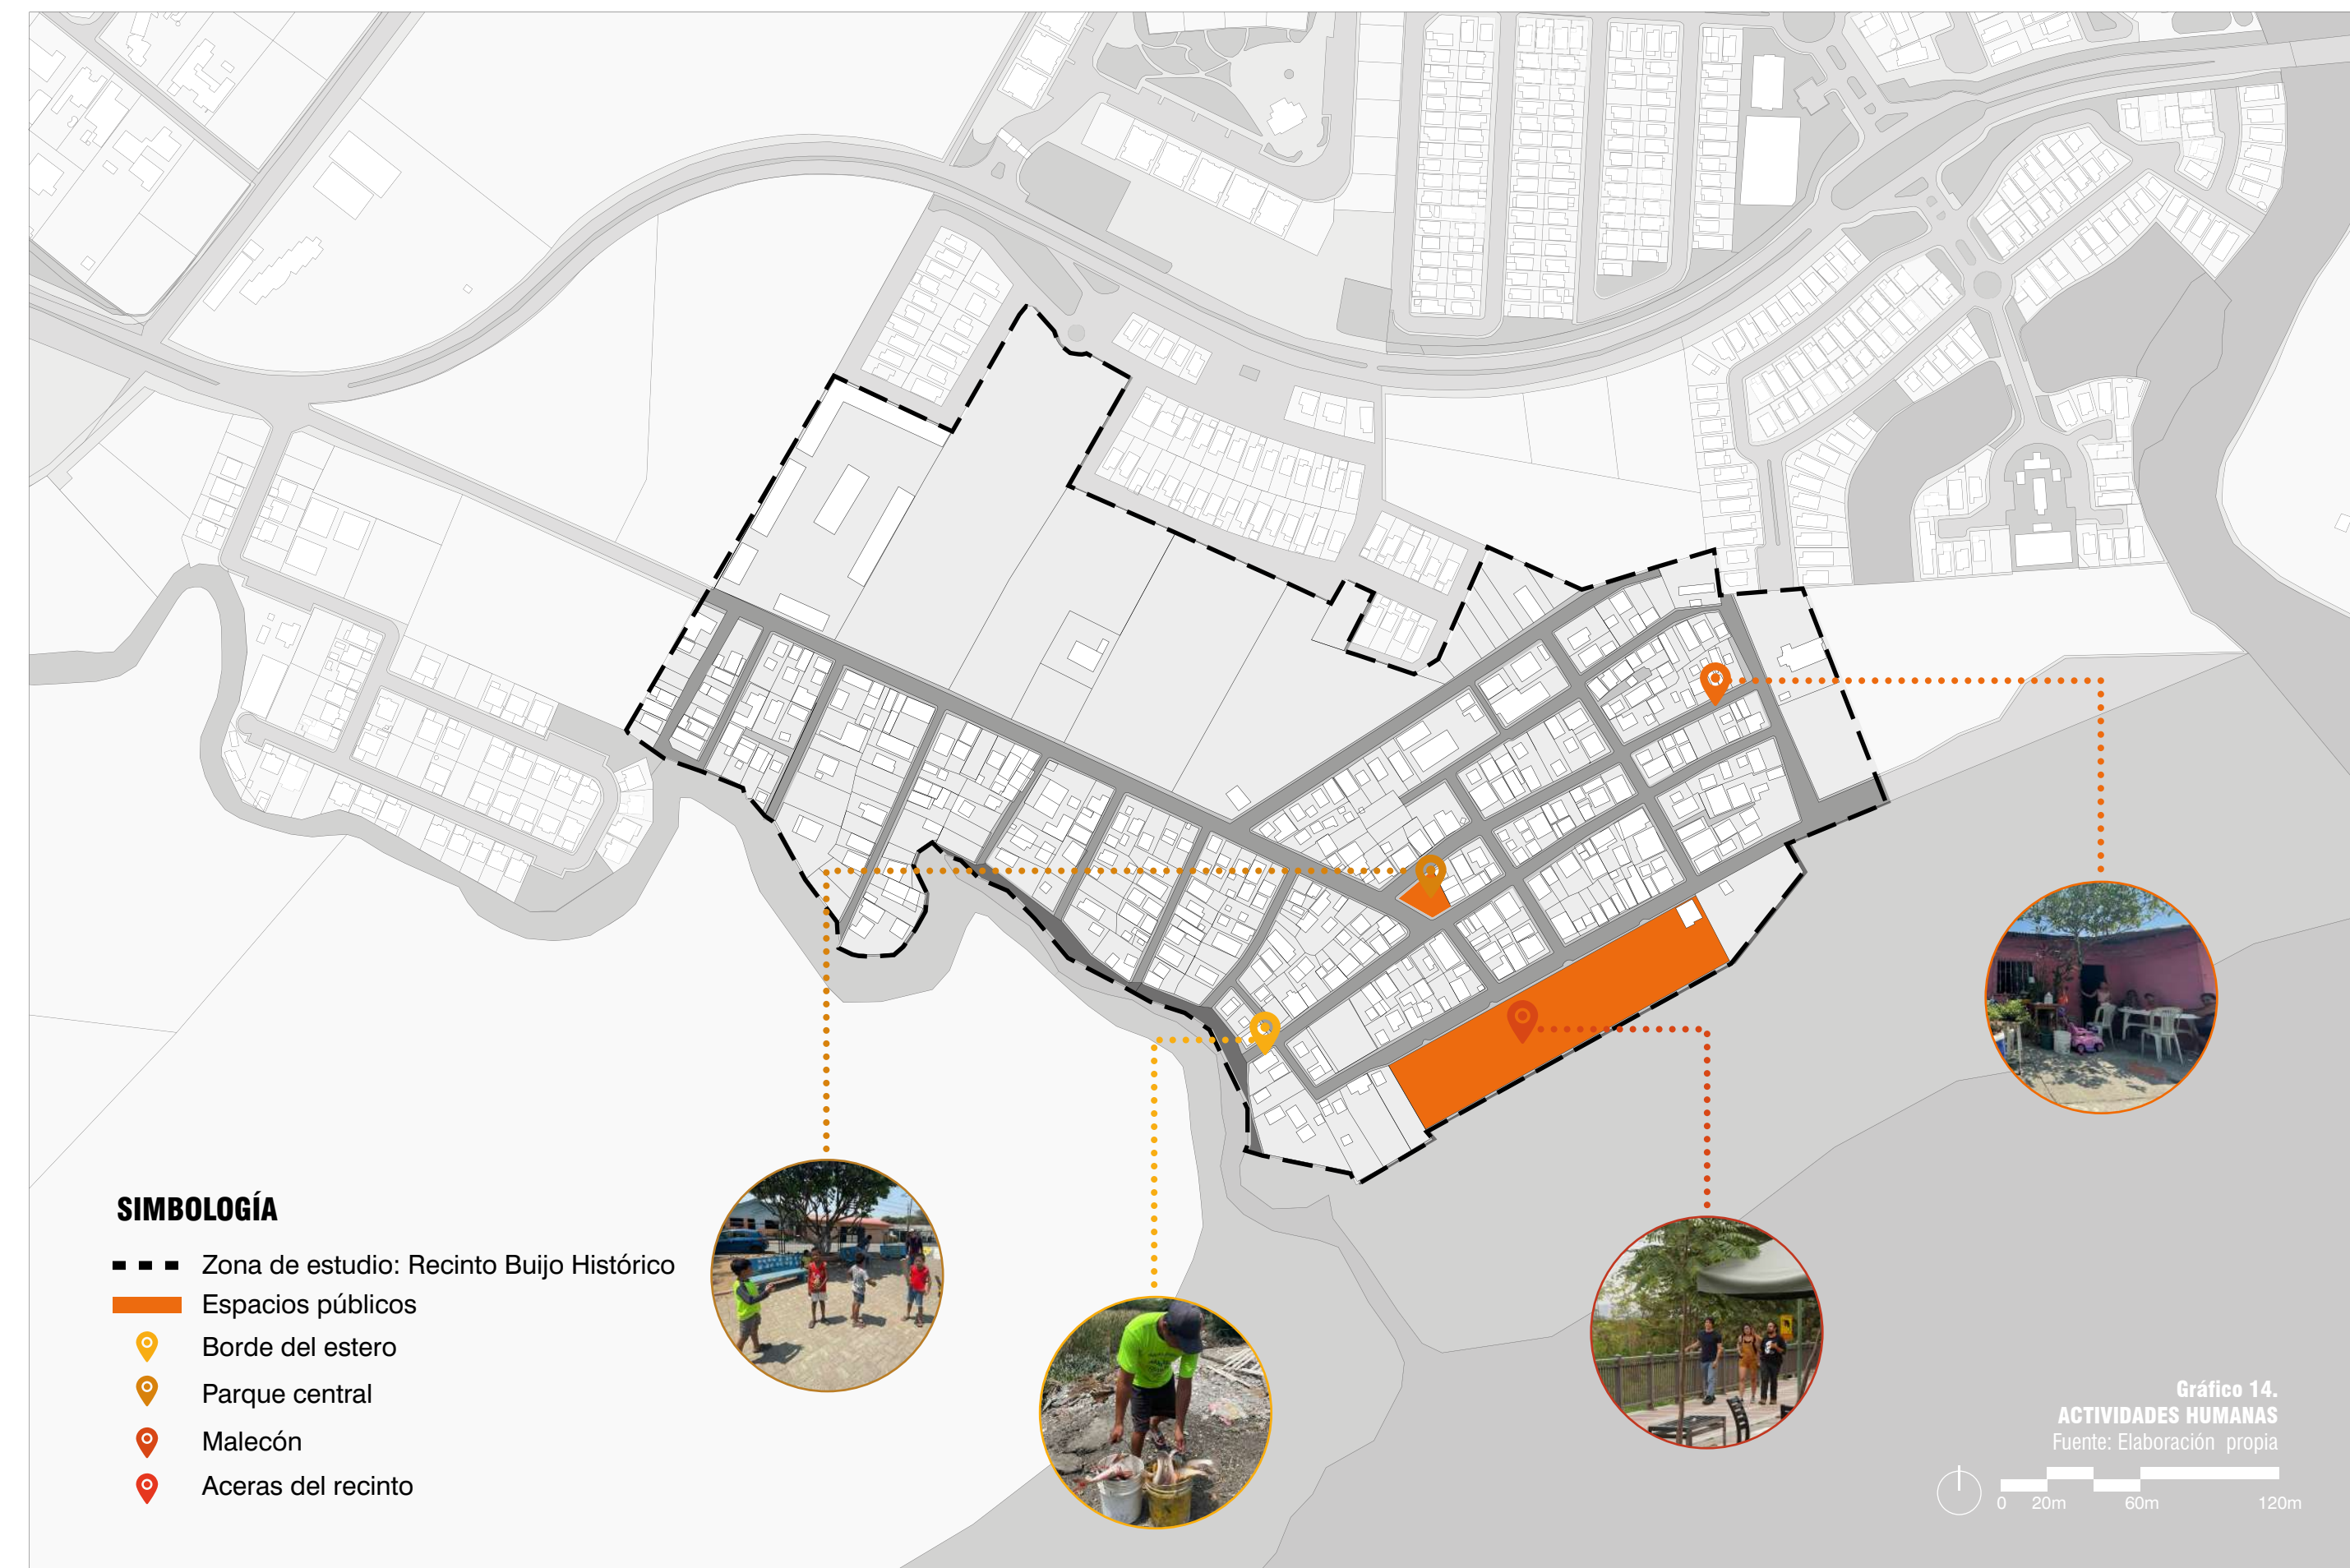 SIMBOLOGÍA
Zona de estudio: Recinto Buijo Histórico
Espacios públicos
Borde del estero
Parque central
Malecón
Aceras del recinto
Gráfico 14.
ACTIVIDADES HUMANAS
Fuente: Elaboración propia
0 20m 60m 120m